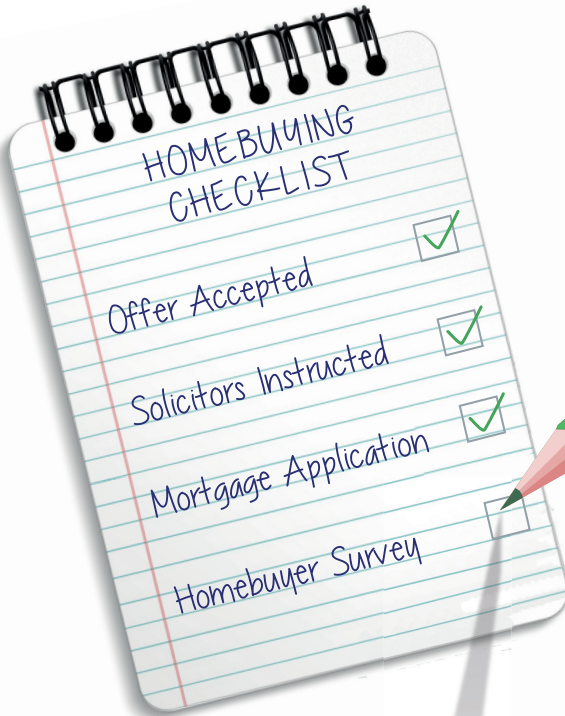 HOMEBUYING
CHECKLIST
Offer Accepted
Solicitors Instructed
Mortgage Application
Homebuyer Survey